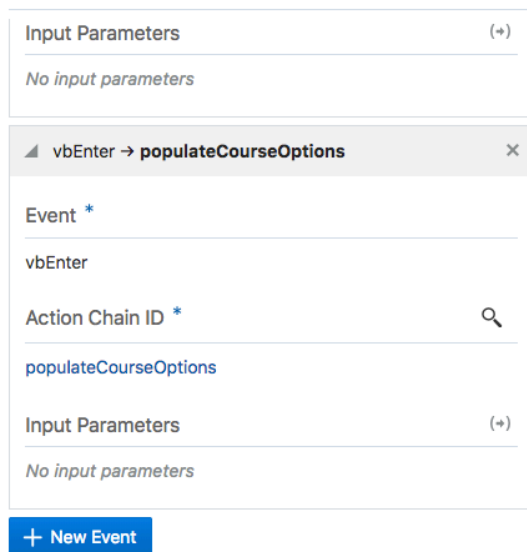 Input Parameters
No input parameters
vbEnter → populateCourseOptions
Event *
vbEnter
Action Chain ID *
populateCourseOptions
Input Parameters
No input parameters
+ New Event